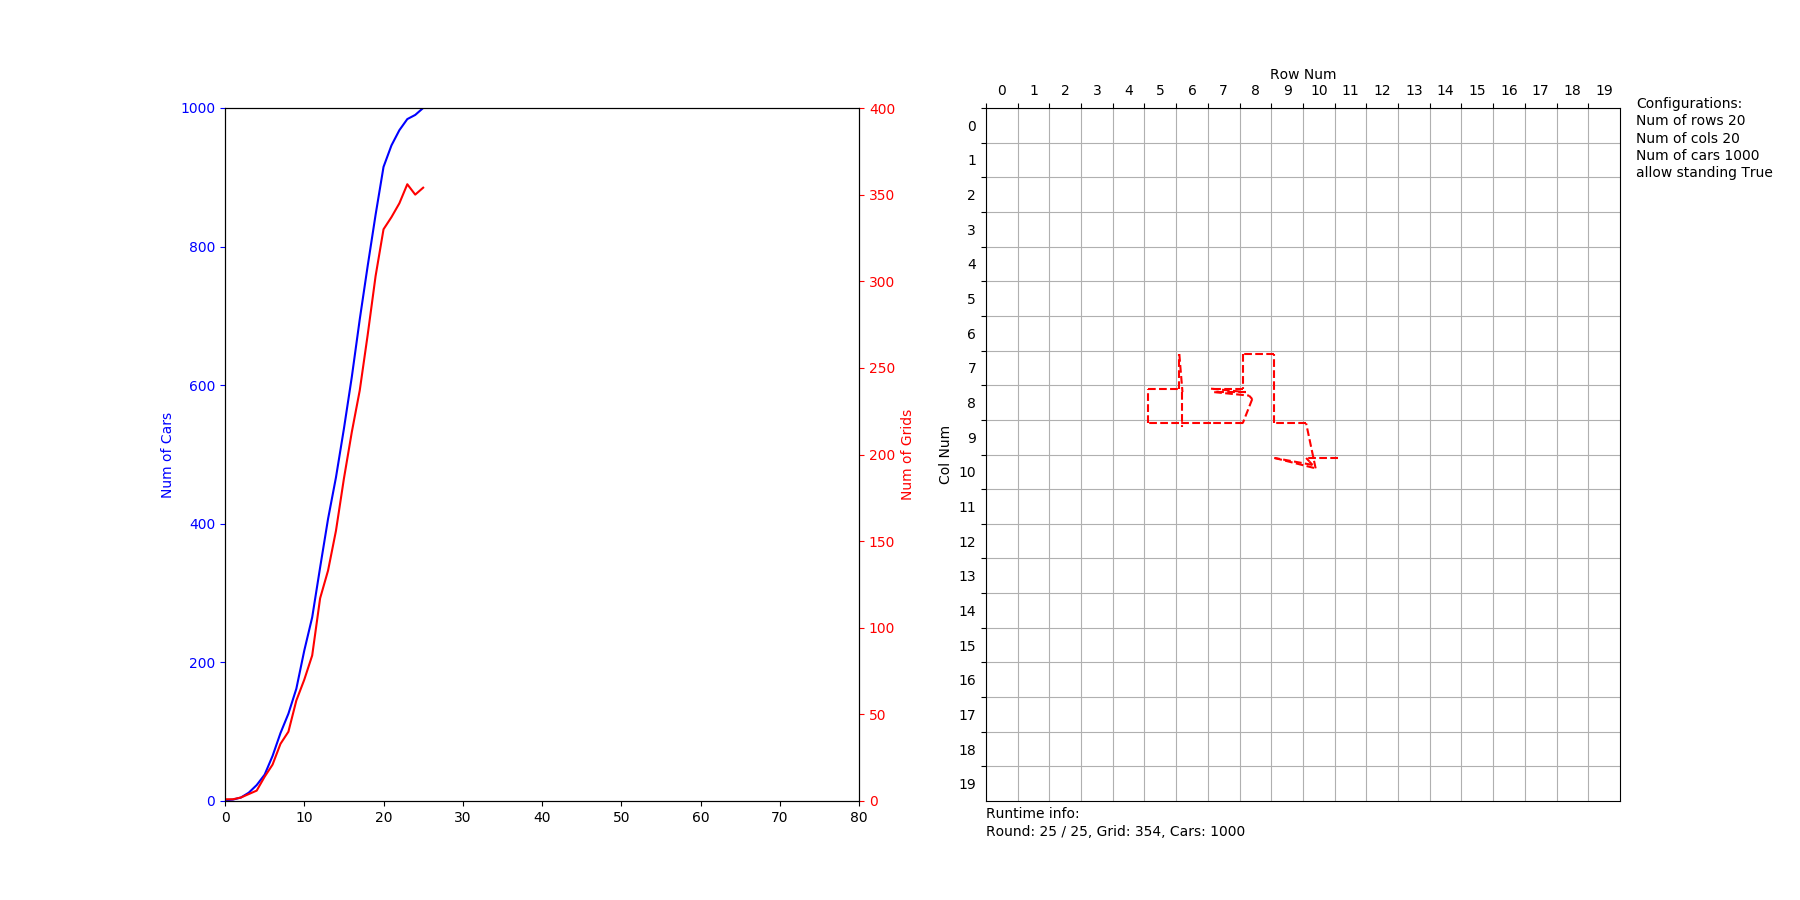 Row Num
0 1 2 3 4 5 6 7 8 9 10 11 12 13 14 15 16 17 18 19
Configurations:
Num of rows 20
Num of cols 20
Num of cars 1000
allow standing True
1000
800
600
400
200
0
Num of Cars
0 10 20 30 40 50 60 70 80
400
350
300
250
200
150
100
50
0
Num of Grids
Col Num
0
1
2
3
4
5
6
7
8
9
10
11
12
13
14
15
16
17
18
19
Runtime info:
Round: 25 / 25, Grid: 354, Cars: 1000